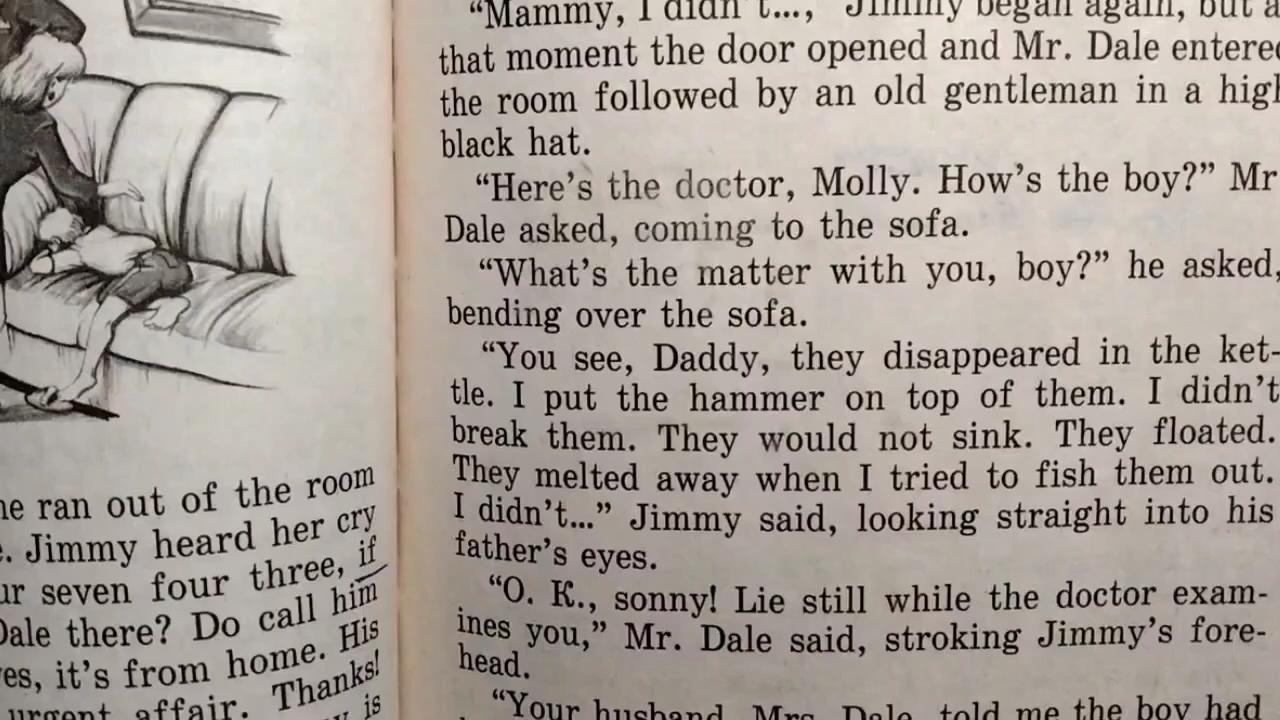 ne ran out of the room
. Jimmy heard her cry
ur seven four three, if
Dale there? Do call him
es, it's from home. His
urgent affair. Thanks!
is
“Mammy, I didn't..., Jimmy began again, but a
that moment the door opened and Mr. Dale entered
the room followed by an old gentleman in a high
black hat.
“Here's the doctor, Molly. How's the boy?” Mr
Dale asked, coming to the sofa.
“What's the matter with you, boy?” he asked,
bending over the sofa.
“You see, Daddy, they disappeared in the ket-
tle. I put the hammer on top of them. I didn't
break them. They would not sink. They floated.
They melted away when I tried to fish them out.
I didn't...” Jimmy said, looking straight into his
father's eyes.
“O. K., sonny! Lie still while the doctor exam-
ines you,” Mr. Dale said, stroking Jimmy's fore-
head.
“Your husband, Mrs. Dale, told me the boy had